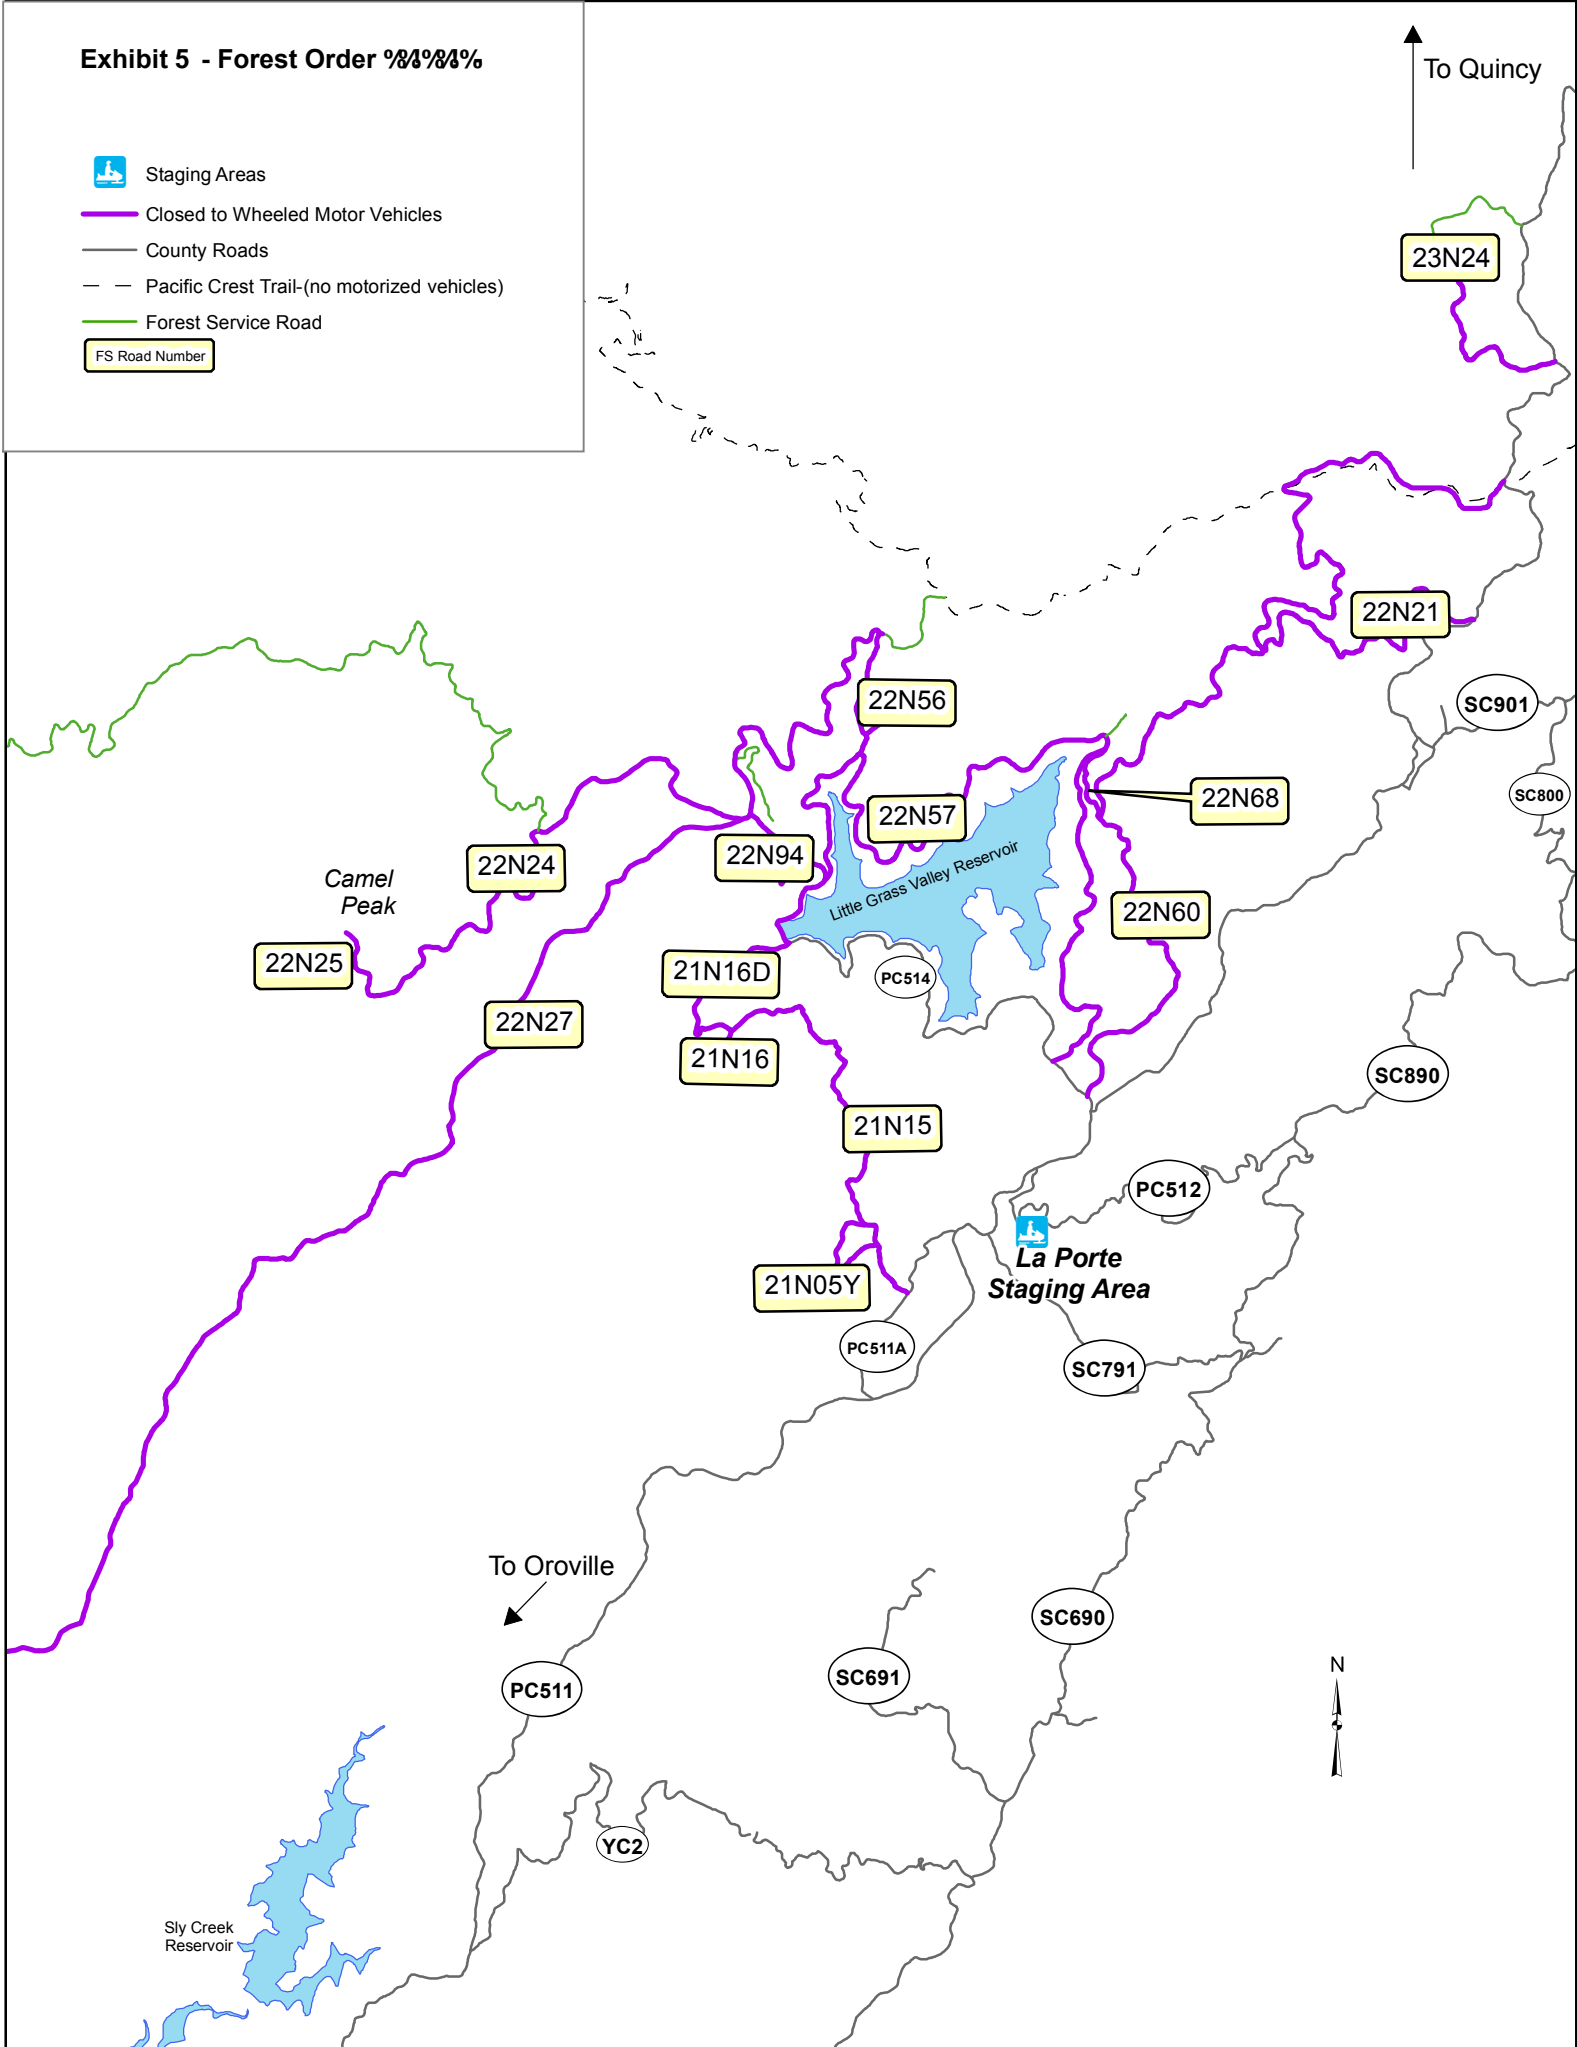 Exhibit 5 - Forest Order
To Quincy
Staging Areas
Closed to Wheeled Motor Vehicles
County Roads
Pacific Crest Trail-(no motorized vehicles)
Forest Service Road
FS Road Number
23N24
22N21
22N56
SC901
22N57
22N68
SC800
22N94
22N24
Little Grass Valley Reservoir
Camel
Peak
22N60
22N25
21N16D
PC514
22N27
21N16
SC890
21N15
PC512
La Porte
Staging Area
21N05Y
PC511A
SC791
To Oroville
SC690
SC691
PC511
N
YC2
Sly Creek
Reservoir